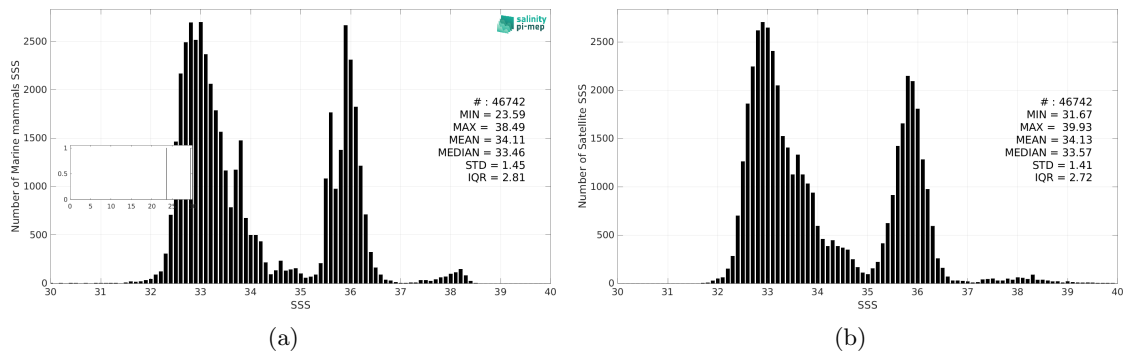 salinity
pi-mep
Number of Marine mammals SSS
2500
2000
1500
1000
500
0
# : 46742
MIN = 23.59
MAX = 38.49
MEAN = 34.11
MEDIAN = 33.46
STD = 1.45
IQR = 2.81
1
0.5
0
0 5 10 15 20 25
30 31 32 33 34 35 36 37 38 39 40
SSS
(a)
Number of Satellite SSS
2500
2000
1500
1000
500
0
# : 46742
MIN = 31.67
MAX = 39.93
MEAN = 34.13
MEDIAN = 33.57
STD = 1.41
IQR = 2.72
30 31 32 33 34 35 36 37 38 39 40
SSS
(b)